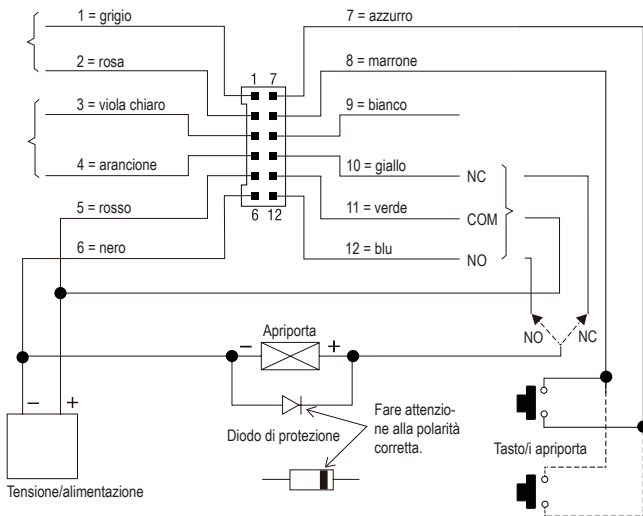 1 = grigio
2 = rosa
3 = viola chiaro
4 = arancione
5 = rosso
6 = nero
1 7
6 12
7 = azzurro
8 = marrone
9 = bianco
10 = giallo
11 = verde
12 = blu
NC
COM
NO
NO
NC
Apriporta
− +
Diodo di protezione
Fare attenzio-
ne alla polarità
corretta.
− +
Tensione/alimentazione
Tasto/i apriporta